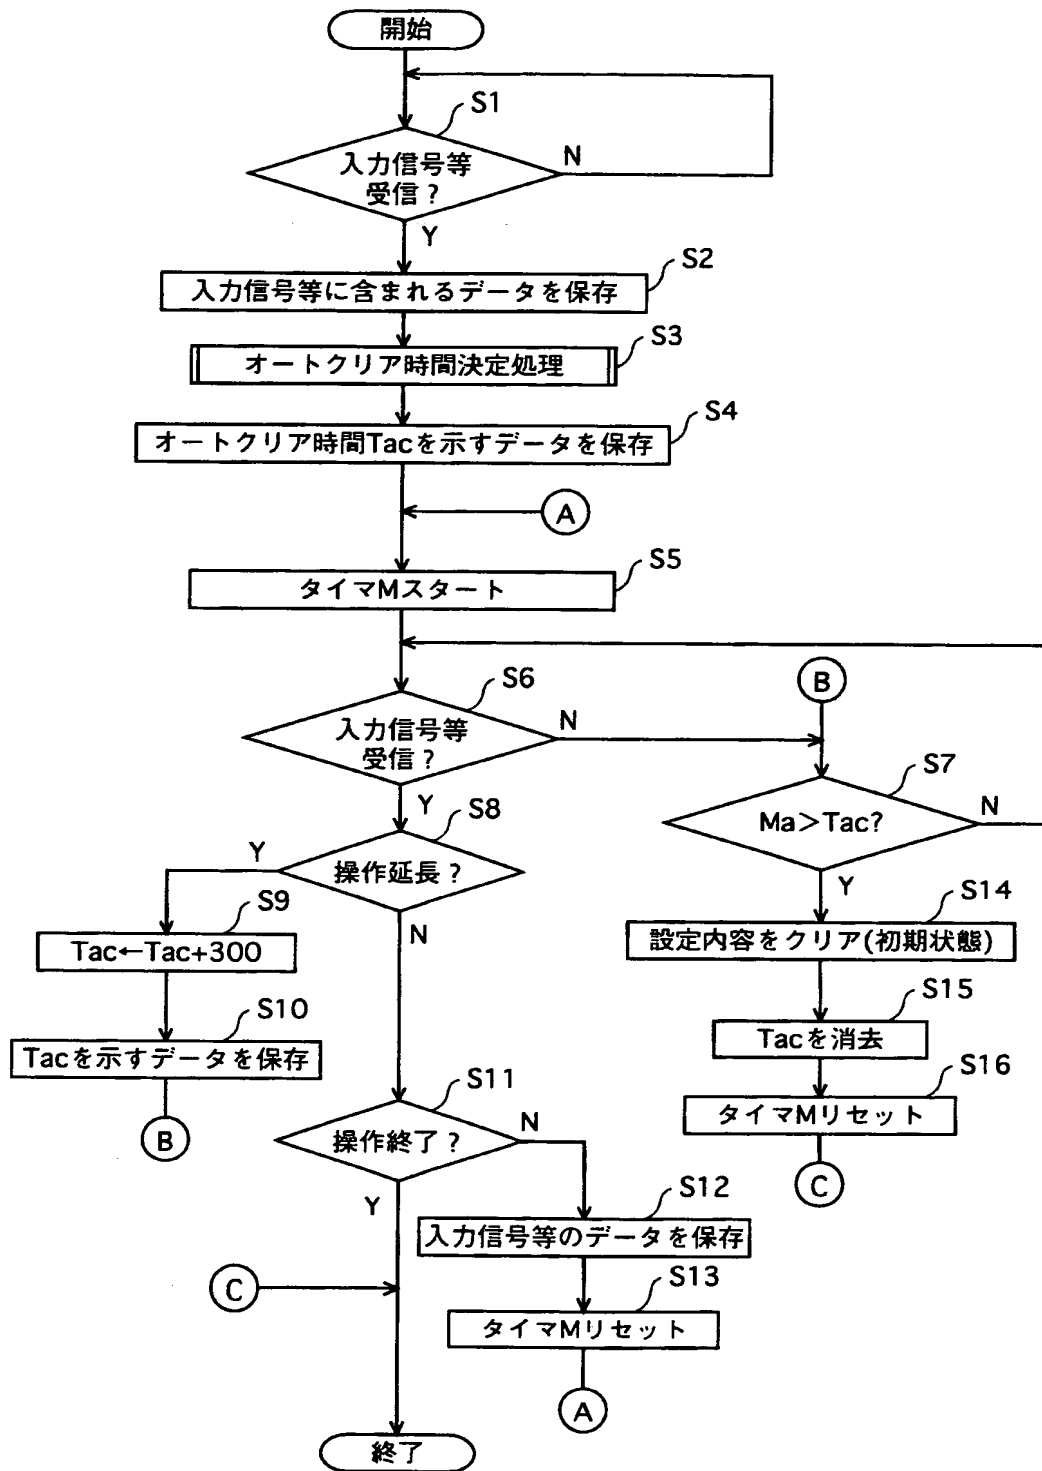 開始
S1
入力信号等
受信?
N
Y
S2
入力信号等に含まれるデータを保存
S3
オートクリア時間決定処理
S4
オートクリア時間Tacを示すデータを保存
A
S5
タイマMスタート
S6
入力信号等
受信?
N
Y
B
S7
Ma>Tac?
N
Y
S8
操作延長?
Y
N
S9
Tac←Tac+300
S10
Tacを示すデータを保存
B
S14
設定内容をクリア(初期状態)
S15
Tacを消去
S16
タイマMリセット
C
S11
操作終了?
N
Y
S12
入力信号等のデータを保存
S13
タイマMリセット
A
C
終了